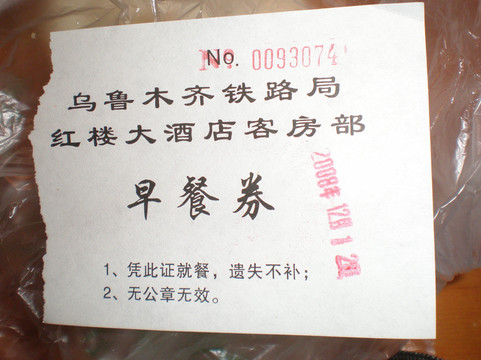 No. 0093074
乌鲁木齐铁路局
红楼大酒店客房部
早餐券
1、凭此证就餐，遗失不补；
2、无公章无效。